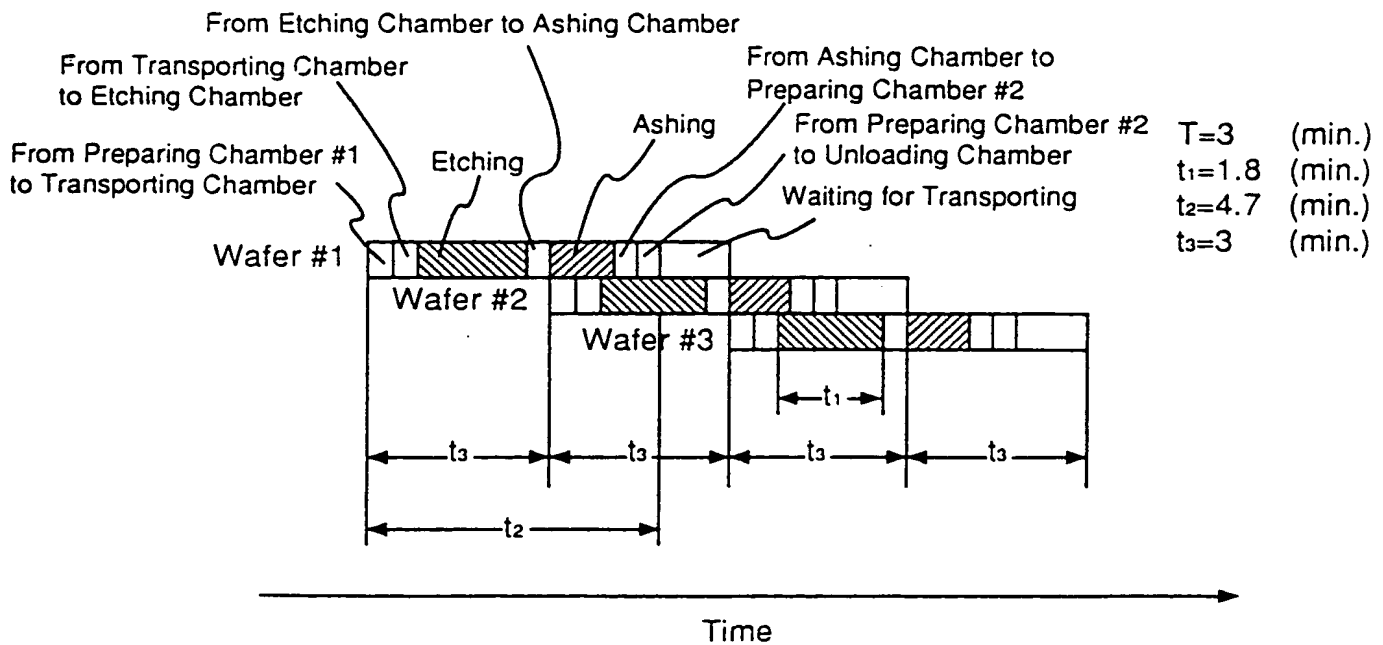 From Etching Chamber to Ashing Chamber
From Transporting Chamber
to Etching Chamber
From Ashing Chamber to
Preparing Chamber #2
From Preparing Chamber #1
to Transporting Chamber
Etching
Ashing
From Preparing Chamber #2
to Unloading Chamber
Waiting for Transporting
T=3 (min.)
t₁=1.8 (min.)
t₂=4.7 (min.)
t₃=3 (min.)
Wafer #1
Wafer #2
Wafer #3
t₁
t₃ t₃ t₃ t₃
t₂
Time